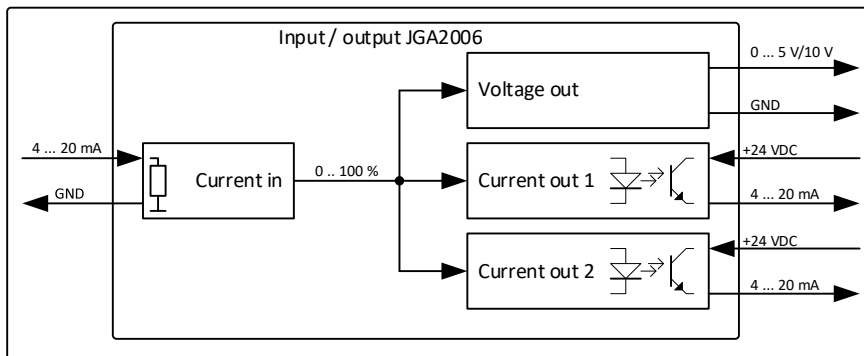 Input / output JGA2006
0 ... 5 V/10 V
Voltage out
GND
4 ... 20 mA
+24 VDC
Current in
0 .. 100 %
Current out 1
GND
4 ... 20 mA
+24 VDC
Current out 2
4 ... 20 mA